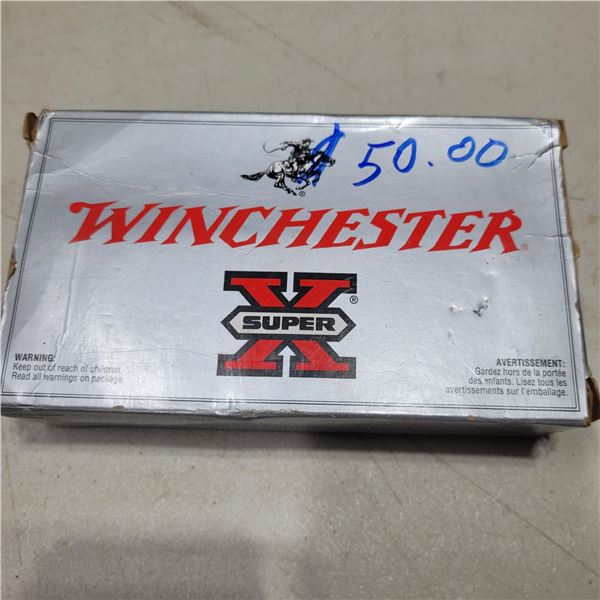 $ 50.00
WINCHESTER®
X SUPER ®
WARNING:
Keep out of reach of children.
Read all warnings on package.
AVERTISSEMENT:
Gardez hors de la portée
des enfants. Lisez tous les
avertissements sur l'emballage.